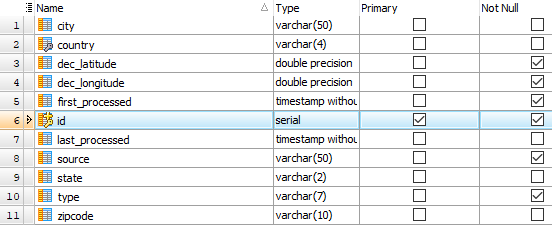 Name Type Primary Not Null
1 city varchar(50)
2 country varchar(4)
3 dec_latitude double precision
4 dec_longitude double precision
5 first_processed timestamp withou
6 id serial
7 last_processed timestamp withou
8 source varchar(50)
9 state varchar(2)
10 type varchar(7)
11 zipcode varchar(10)